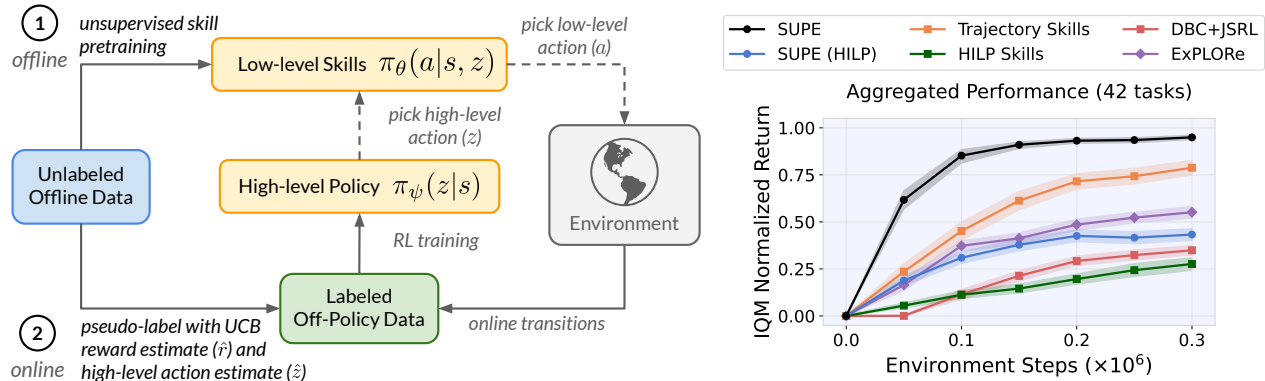 1
offline
unsupervised skill
pretraining
Low-level Skills πθ(a|s, z)
pick low-level
action (a)
pick high-level
action (z)
Unlabeled
Offline Data
High-level Policy πψ(z|s)
Environment
RL training
Labeled
Off-Policy Data
online transitions
2
online
pseudo-label with UCB
reward estimate (r̂) and
high-level action estimate (ẑ)
SUPE
SUPE (HILP)
Trajectory Skills
HILP Skills
DBC+JSRL
ExPLORe
Aggregated Performance (42 tasks)
IQM Normalized Return
1.00
0.75
0.50
0.25
0.00
0.0 0.1 0.2 0.3
Environment Steps (×10⁶)